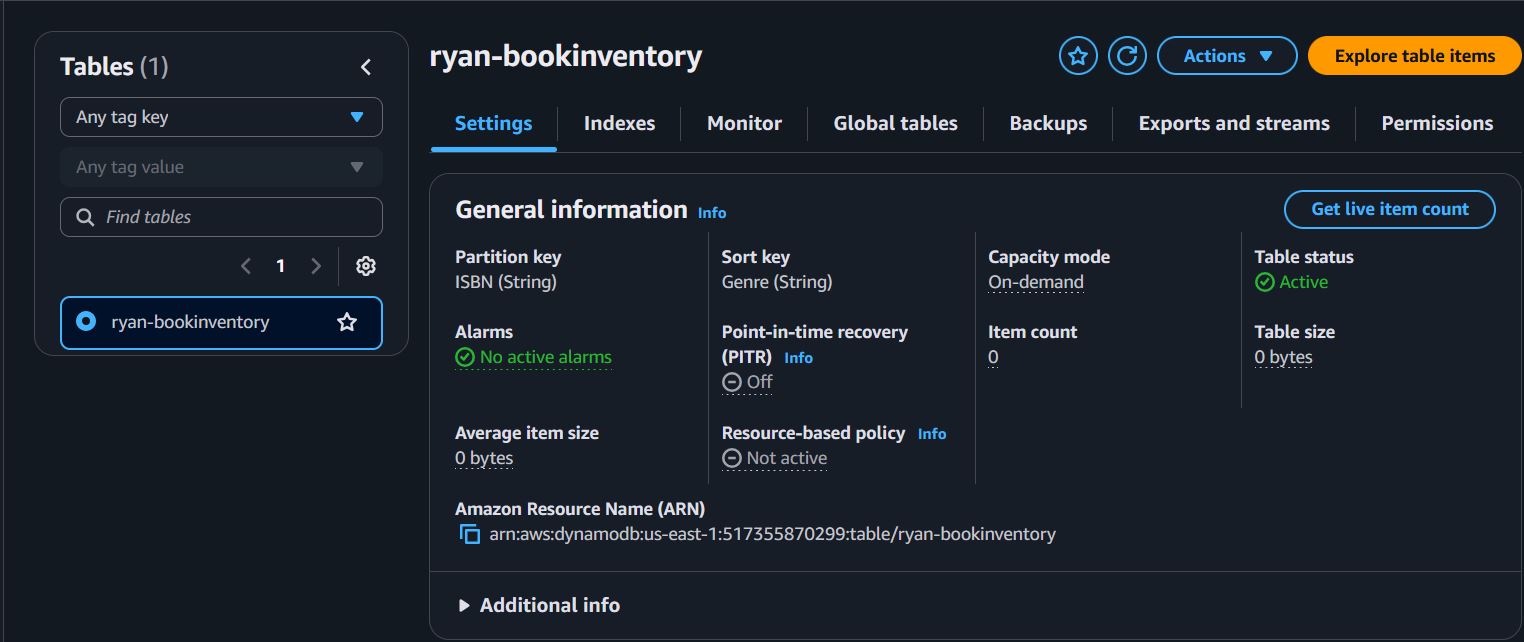 Tables (1)
Any tag key
Any tag value
Find tables
1
ryan-bookinventory
ryan-bookinventory
Actions
Explore table items
Settings
Indexes
Monitor
Global tables
Backups
Exports and streams
Permissions
General information Info
Get live item count
Partition key
ISBN (String)
Sort key
Genre (String)
Capacity mode
On-demand
Table status
Active
Alarms
No active alarms
Point-in-time recovery
(PITR) Info
Off
Item count
0
Table size
0 bytes
Average item size
0 bytes
Resource-based policy Info
Not active
Amazon Resource Name (ARN)
arn:aws:dynamodb:us-east-1:517355870299:table/ryan-bookinventory
Additional info